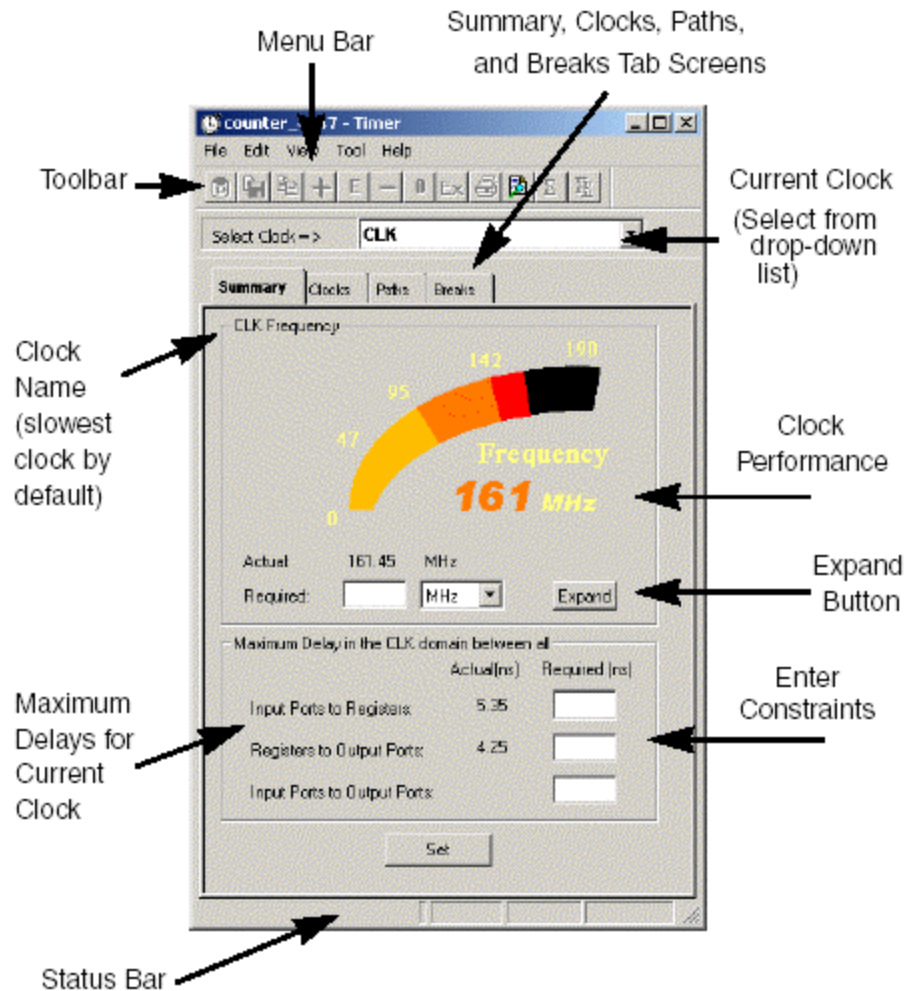 Menu Bar
Summary, Clocks, Paths,
and Breaks Tab Screens
- Timer
File Edit View Tool Help
Toolbar
Current Clock
(Select from
drop-down
list)
Select Clock => CLK
Summary Clocks Paths Breaks
CLK Frequency
Clock
Name
(slowest
clock by
default)
0 47 95 142 190
Frequency
161 MHz
Clock
Performance
Actual 161.45 MHz
Required: MHz Expand
Expand
Button
Maximum Delay in the CLK domain between all
Actual(ns) Required (ns)
Input Ports to Registers: 5.35
Registers to Output Ports: 4.25
Input Ports to Output Ports:
Enter
Constraints
Maximum
Delays for
Current
Clock
Set
Status Bar